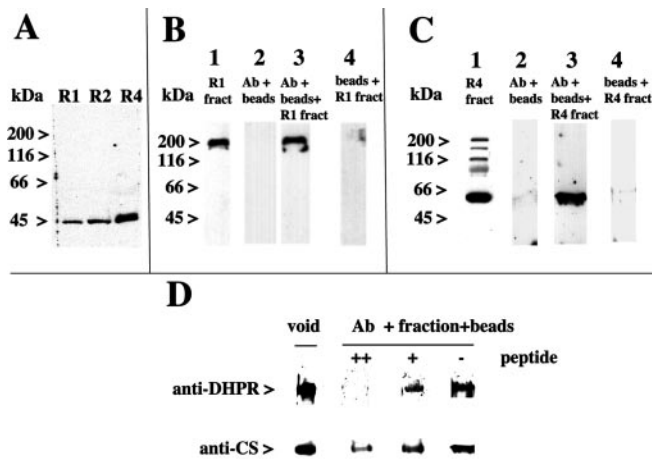 A
kDa R1 R2 R4
200 >
116 >
66 >
45 >
B
1 2 3 4
R1 fract
Ab + beads
Ab + beads+ R1 fract
beads + R1 fract
kDa
200 >
116 >
66 >
45 >
C
1 2 3 4
R4 fract
Ab + beads
Ab + beads+ R4 fract
beads + R4 fract
kDa
200 >
116 >
66 >
45 >
D
void Ab + fraction+beads
++ + - peptide
anti-DHPR >
anti-CS >